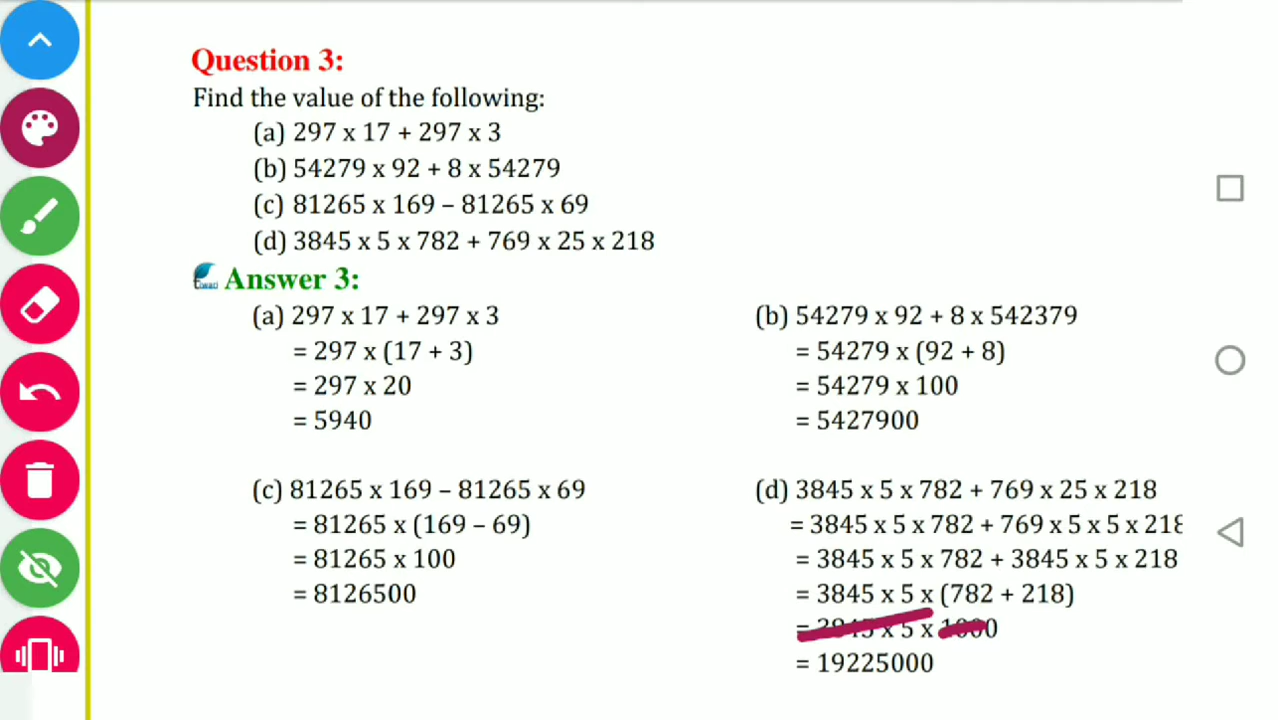 Question 3:
Find the value of the following:
(a) 297 x 17 + 297 x 3
(b) 54279 x 92 + 8 x 54279
(c) 81265 x 169 – 81265 x 69
(d) 3845 x 5 x 782 + 769 x 25 x 218
Answer 3:
(a) 297 x 17 + 297 x 3
= 297 x (17 + 3)
= 297 x 20
= 5940
(b) 54279 x 92 + 8 x 542379
= 54279 x (92 + 8)
= 54279 x 100
= 5427900
(c) 81265 x 169 – 81265 x 69
= 81265 x (169 – 69)
= 81265 x 100
= 8126500
(d) 3845 x 5 x 782 + 769 x 25 x 218
= 3845 x 5 x 782 + 769 x 5 x 5 x 218
= 3845 x 5 x 782 + 3845 x 5 x 218
= 3845 x 5 x (782 + 218)
= 3845 x 5 x 1000
= 19225000